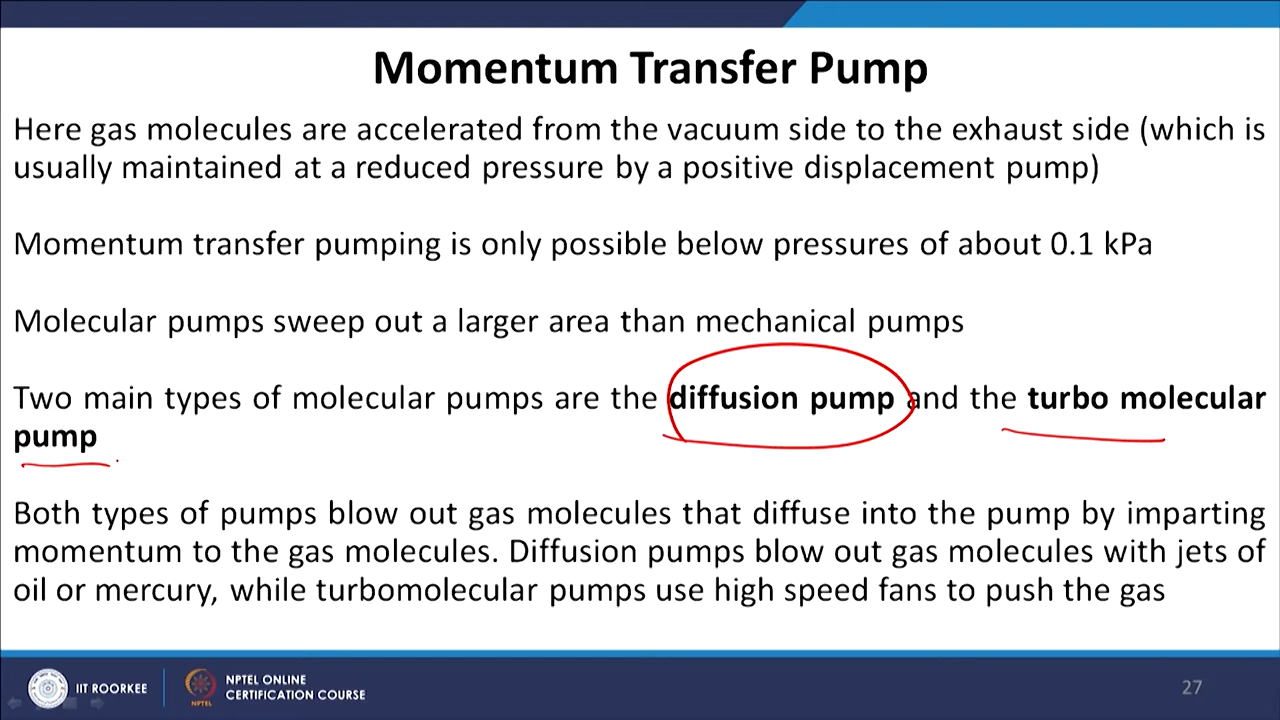 Momentum Transfer Pump
Here gas molecules are accelerated from the vacuum side to the exhaust side (which is
usually maintained at a reduced pressure by a positive displacement pump)
Momentum transfer pumping is only possible below pressures of about 0.1 kPa
Molecular pumps sweep out a larger area than mechanical pumps
Two main types of molecular pumps are the diffusion pump and the turbo molecular
pump
Both types of pumps blow out gas molecules that diffuse into the pump by imparting
momentum to the gas molecules. Diffusion pumps blow out gas molecules with jets of
oil or mercury, while turbomolecular pumps use high speed fans to push the gas
IIT ROORKEE
NPTEL
NPTEL ONLINE
CERTIFICATION COURSE
27